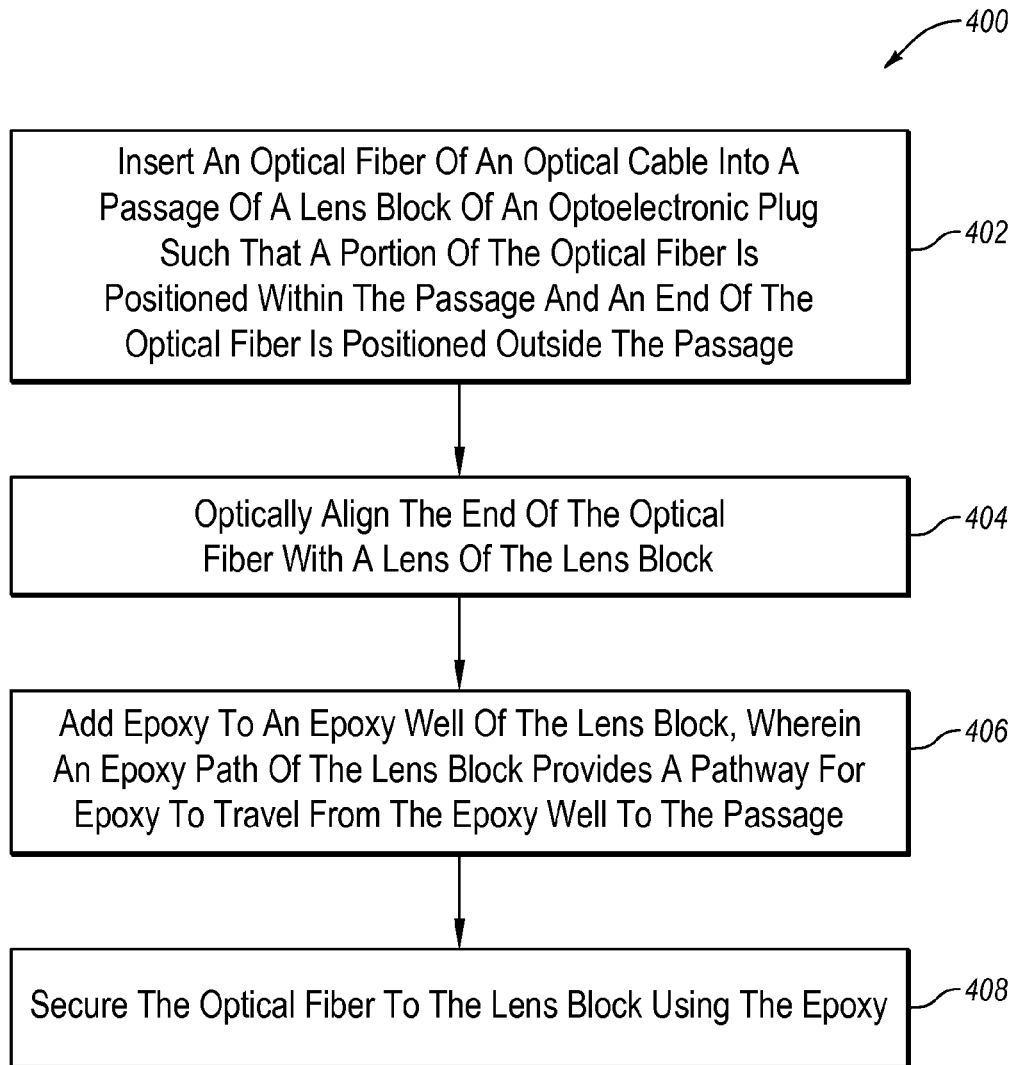 400
Insert An Optical Fiber Of An Optical Cable Into A
Passage Of A Lens Block Of An Optoelectronic Plug
Such That A Portion Of The Optical Fiber Is
Positioned Within The Passage And An End Of The
Optical Fiber Is Positioned Outside The Passage
402
Optically Align The End Of The Optical
Fiber With A Lens Of The Lens Block
404
Add Epoxy To An Epoxy Well Of The Lens Block, Wherein
An Epoxy Path Of The Lens Block Provides A Pathway For
Epoxy To Travel From The Epoxy Well To The Passage
406
Secure The Optical Fiber To The Lens Block Using The Epoxy
408